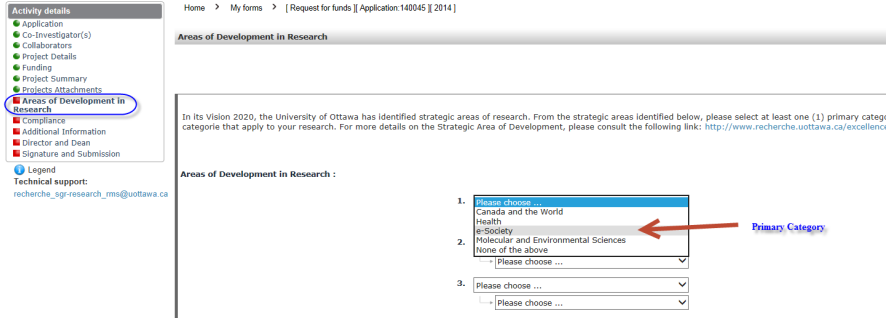 Activity details
Application
Co-Investigator(s)
Collaborators
Project Details
Funding
Project Summary
Projects Attachments
Areas of Development in
Research
Compliance
Additional Information
Director and Dean
Signature and Submission
Legend
Technical support:
recherche_sgr-research_rms@uottawa.ca
Home > My forms > [ Request for funds ][ Application:140045 ][ 2014 ]
Areas of Development in Research
In its Vision 2020, the University of Ottawa has identified strategic areas of research. From the strategic areas identified below, please select at least one (1) primary catego
categorie that apply to your research. For more details on the Strategic Area of Development, please consult the following link: http://www.recherche.uottawa.ca/excellence
Areas of Development in Research :
1. Please choose ...
Canada and the World
Health
e-Society
Molecular and Environmental Sciences
None of the above
Primary Category
2.
Please choose ...
3. Please choose ...
Please choose ...